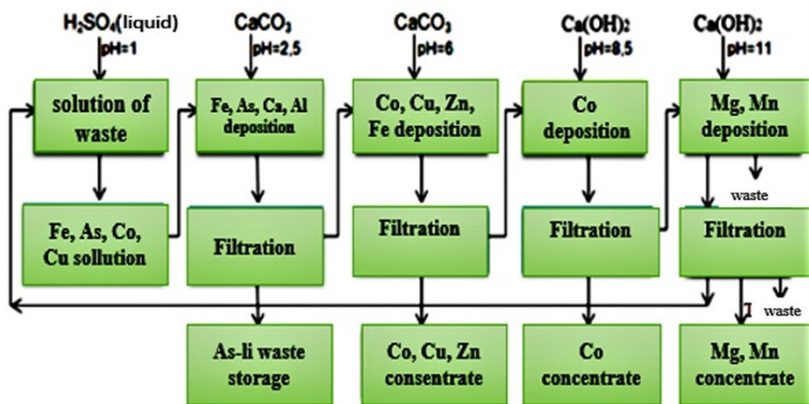 H₂SO₄(liquid)
pH=1
CaCO₃
pH=2,5
CaCO₃
pH=6
Ca(OH)₂
pH=8,5
Ca(OH)₂
pH=11
solution of
waste
Fe, As, Ca, Al
deposition
Co, Cu, Zn,
Fe deposition
Co
deposition
Mg, Mn
deposition
waste
Fe, As, Co,
Cu sollution
Filtration
Filtration
Filtration
Filtration
waste
As-li waste
storage
Co, Cu, Zn
consentrate
Co
concentrate
Mg, Mn
concentrate